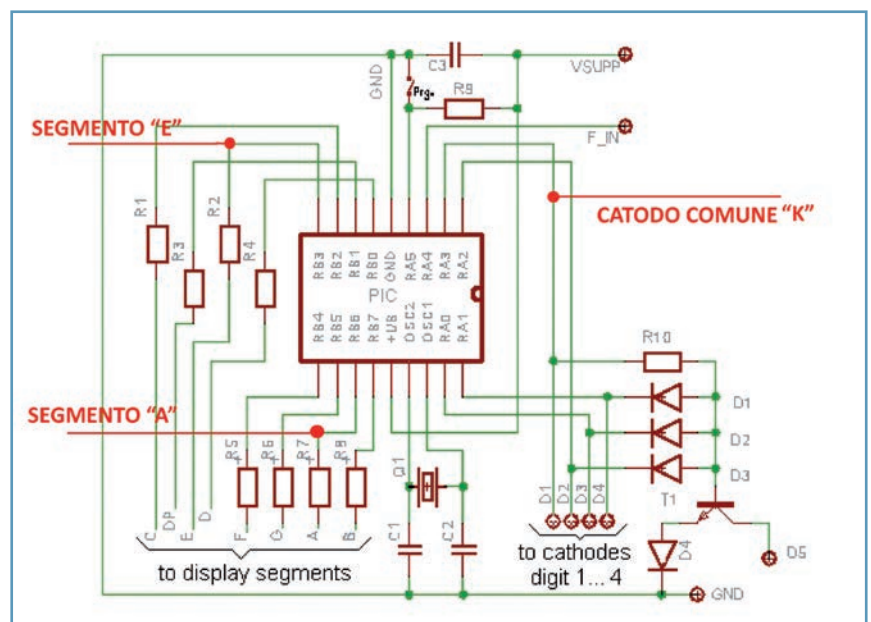 GND
C3
VSUPP
Prg.
R9
F_IN
SEGMENTO "E"
CATODO COMUNE "K"
R1
R3
R2
R4
RB3
RB2
RB1
RB0
GND
RA5
RA4
RA3
RA2
PIC
RB4
RB5
RB6
RB7
+UB
OSC2
OSC1
RA0
RA1
R10
D1
D2
D3
SEGMENTO "A"
R5
+
R6
+
R7
+
R8
+
Q1
C1
C2
C
DP
E
D
F
G
A
B
to display segments
D1
D2
D3
D4
to cathodes
digit 1... 4
T1
D4
D5
GND